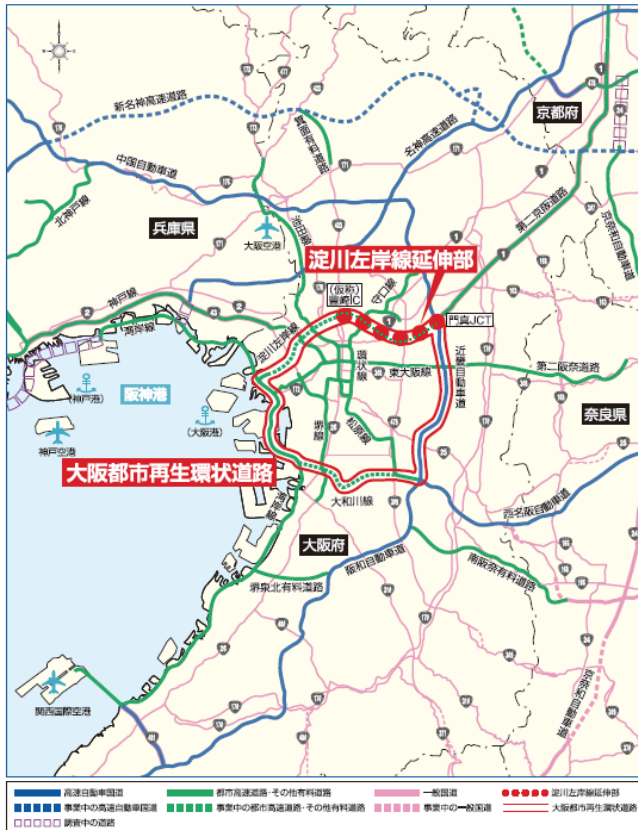 新名神高速道路
京都府
名神高速道路
箕面有料道路
中国自動車道
第二京阪道路
北神戸線
兵庫県
大阪空港
池田線
京奈和自動車道
淀川左岸線延伸部
(仮称)
豊崎IC
守口線
神戸線
門真JCT
湾岸線
淀川左岸線
近畿自動車道
環状線
東大阪線
第二阪奈道路
阪神港
(神戸港)
(大阪港)
奈良県
神戸空港
堺線
松原線
大阪都市再生環状道路
大和川線
西名阪自動車道
湾岸線
大阪府
阪和自動車道
南阪奈有料道路
堺泉北有料道路
京奈和自動車道
関西国際空港
高速自動車国道
都市高速道路・その他有料道路
一般国道
淀川左岸線延伸部
事業中の高速自動車国道
事業中の都市高速道路・その他有料道路
事業中の一般国道
大阪都市再生環状道路
調査中の道路